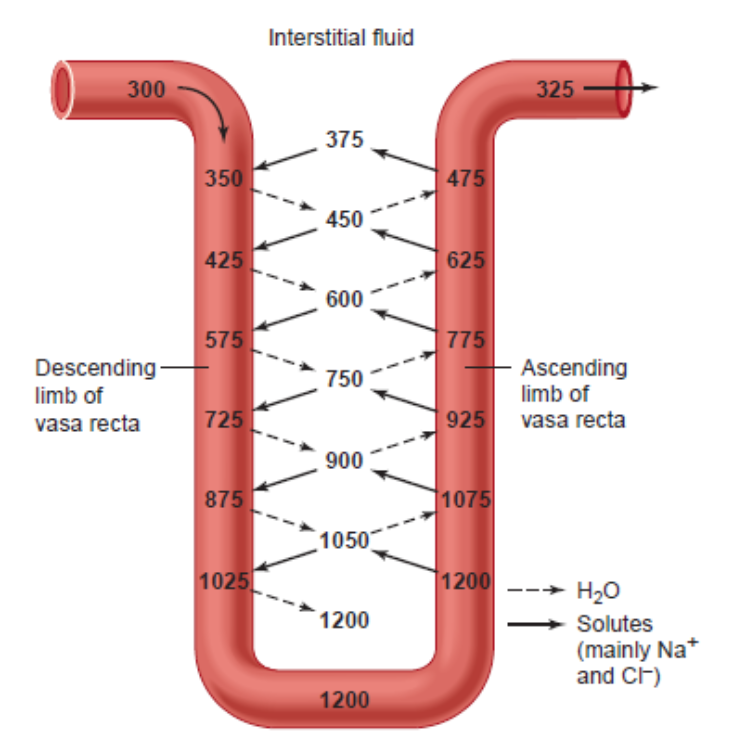 Interstitial fluid
300
325
375
350
475
450
425
625
600
575
775
Descending
limb of
vasa recta
750
Ascending
limb of
vasa recta
725
925
900
875
1075
1050
1025
1200
1200
H₂O
Solutes
(mainly Na⁺
and Cl⁻)
1200